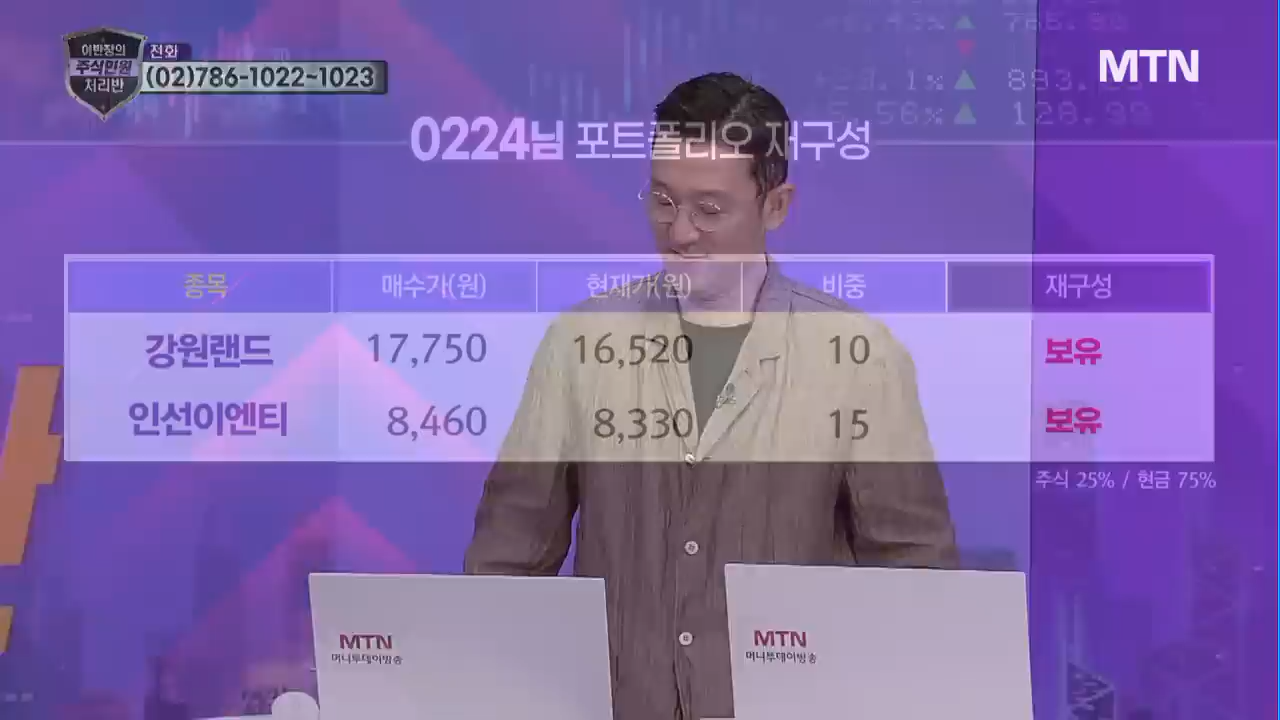 이반장의
주식민원
처리반
전화
(02)786-1022~1023
MTN
0224님 포트폴리오 재구성
종목 매수가(원) 현재가(원) 비중 재구성
강원랜드 17,750 16,520 10 보유
인선이엔티 8,460 8,330 15 보유
주식 25% / 현금 75%
MTN
머니투데이방송
MTN
머니투데이방송